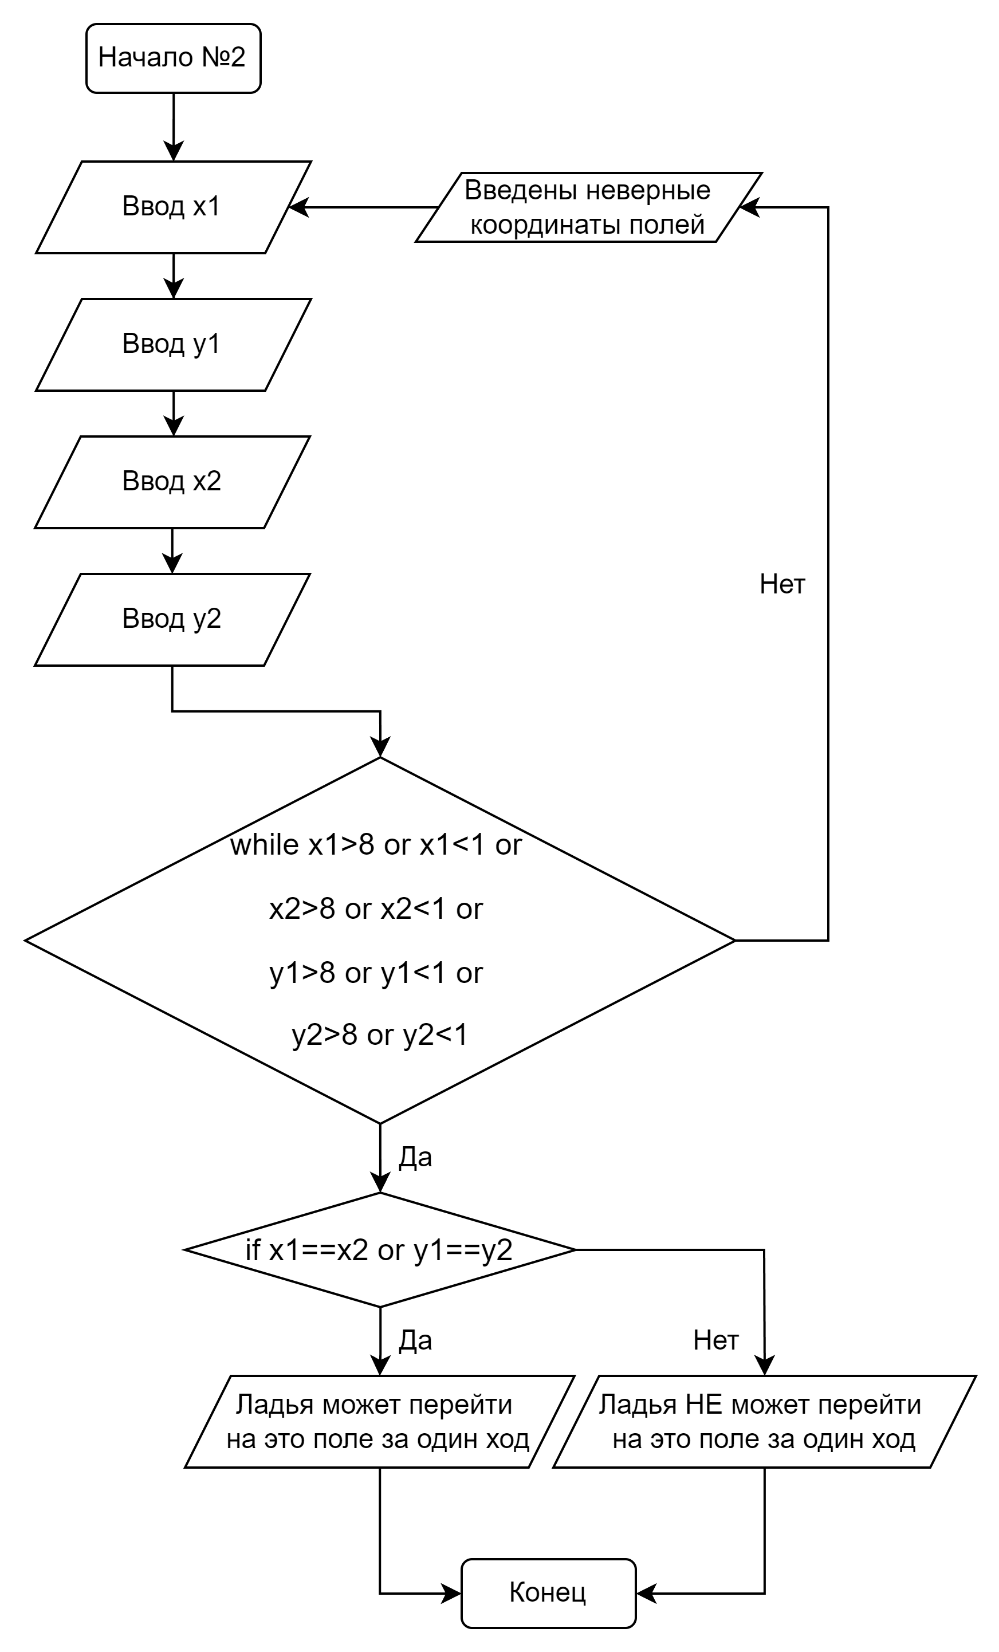 Начало №2
Ввод x1
Введены неверные
координаты полей
Ввод y1
Ввод x2
Нет
Ввод y2
while x1>8 or x1<1 or
x2>8 or x2<1 or
y1>8 or y1<1 or
y2>8 or y2<1
Да
if x1==x2 or y1==y2
Да
Нет
Ладья может перейти
на это поле за один ход
Ладья НЕ может перейти
на это поле за один ход
Конец